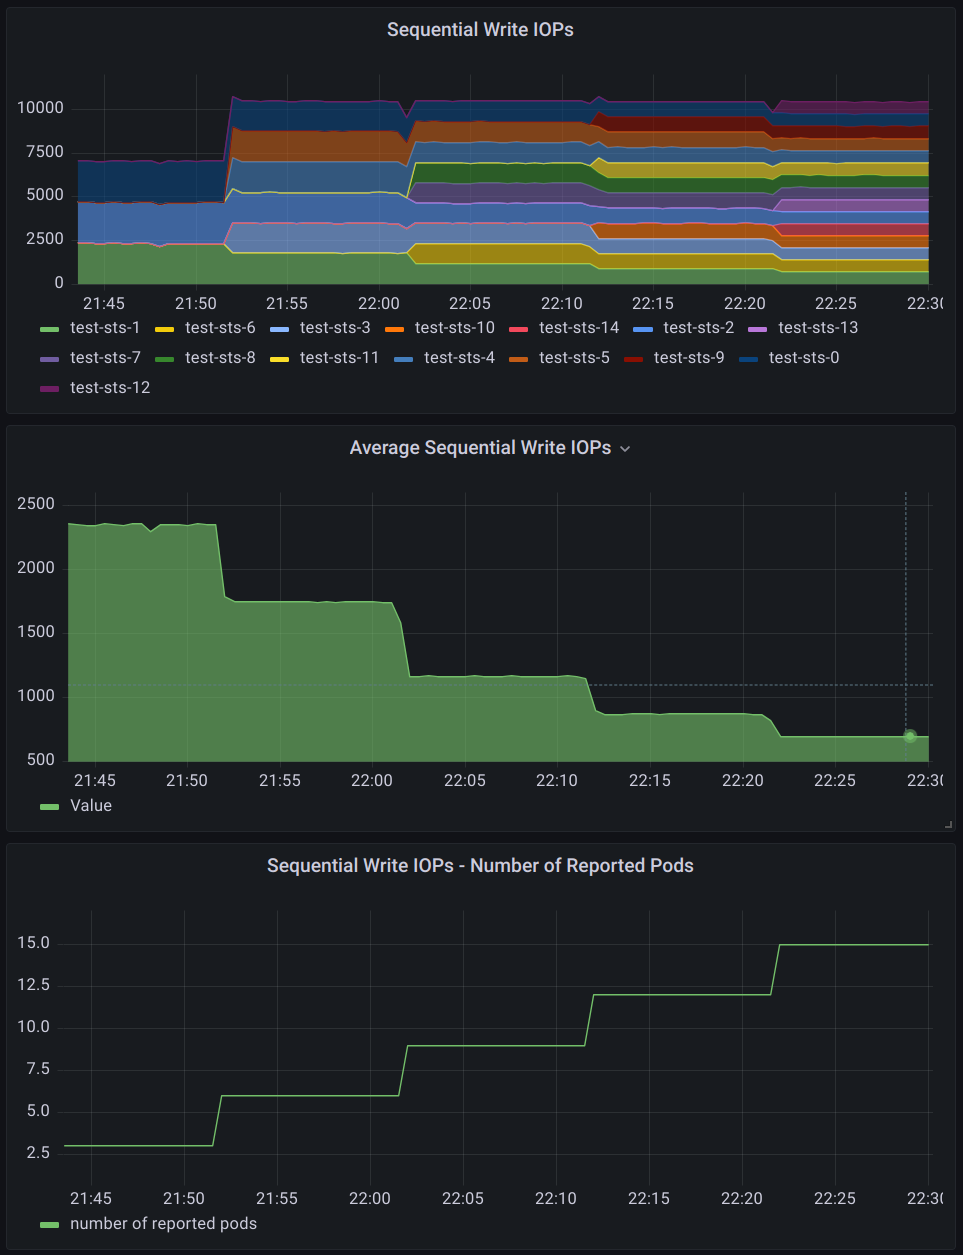 Sequential Write IOPs
10000
7500
5000
2500
0
21:45 21:50 21:55 22:00 22:05 22:10 22:15 22:20 22:25 22:30
test-sts-1 test-sts-6 test-sts-3 test-sts-10 test-sts-14 test-sts-2 test-sts-13
test-sts-7 test-sts-8 test-sts-11 test-sts-4 test-sts-5 test-sts-9 test-sts-0
test-sts-12
Average Sequential Write IOPs
2500
2000
1500
1000
500
21:45 21:50 21:55 22:00 22:05 22:10 22:15 22:20 22:25 22:30
Value
Sequential Write IOPs - Number of Reported Pods
15.0
12.5
10.0
7.5
5.0
2.5
21:45 21:50 21:55 22:00 22:05 22:10 22:15 22:20 22:25 22:30
number of reported pods